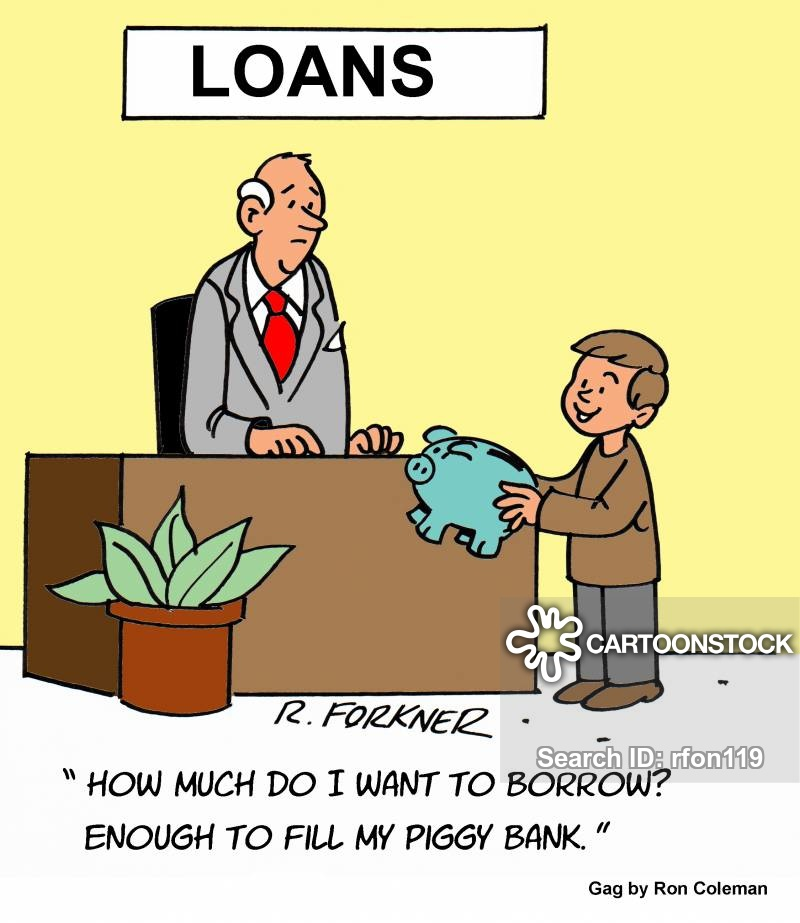 LOANS
R. FORKNER
CARTOONSTOCK
Search ID: rfon119
" HOW MUCH DO I WANT TO BORROW?
ENOUGH TO FILL MY PIGGY BANK. "
Gag by Ron Coleman